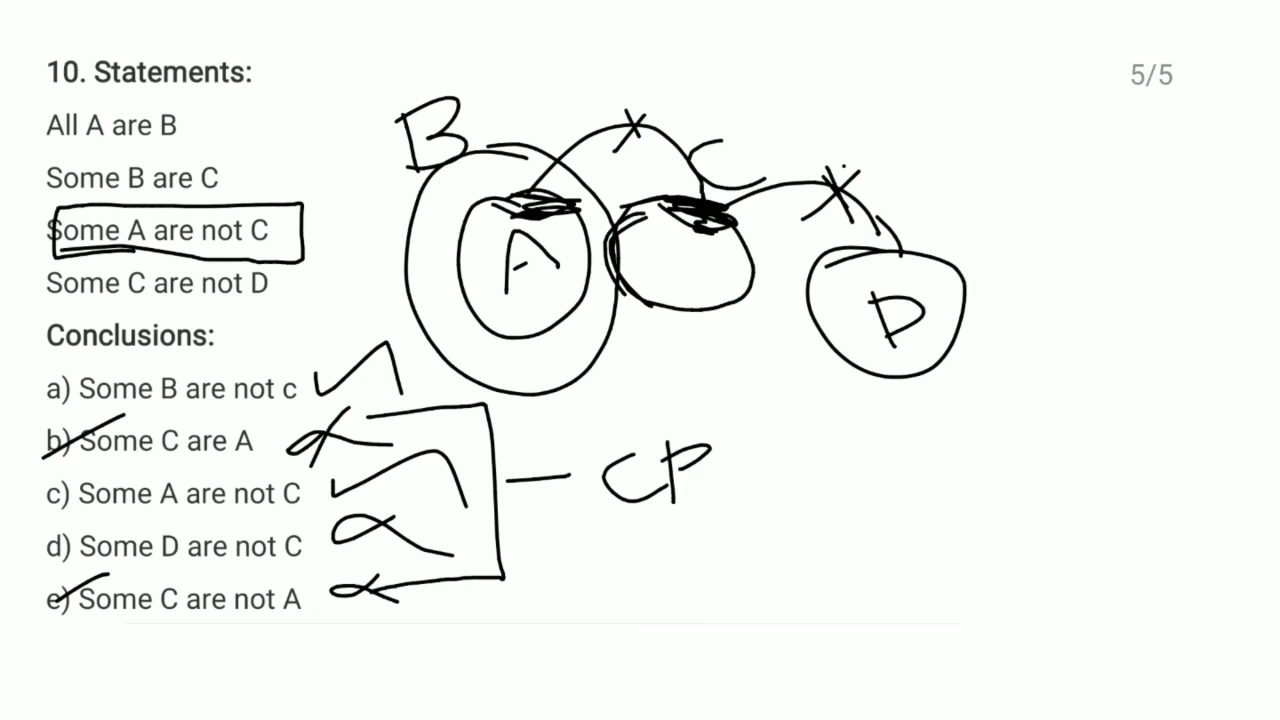 10. Statements:
5/5
All A are B
B
Some B are C
C
Some A are not C
A
Some C are not D
D
Conclusions:
a) Some B are not c
b) Some C are A
CP
c) Some A are not C
d) Some D are not C
e) Some C are not A